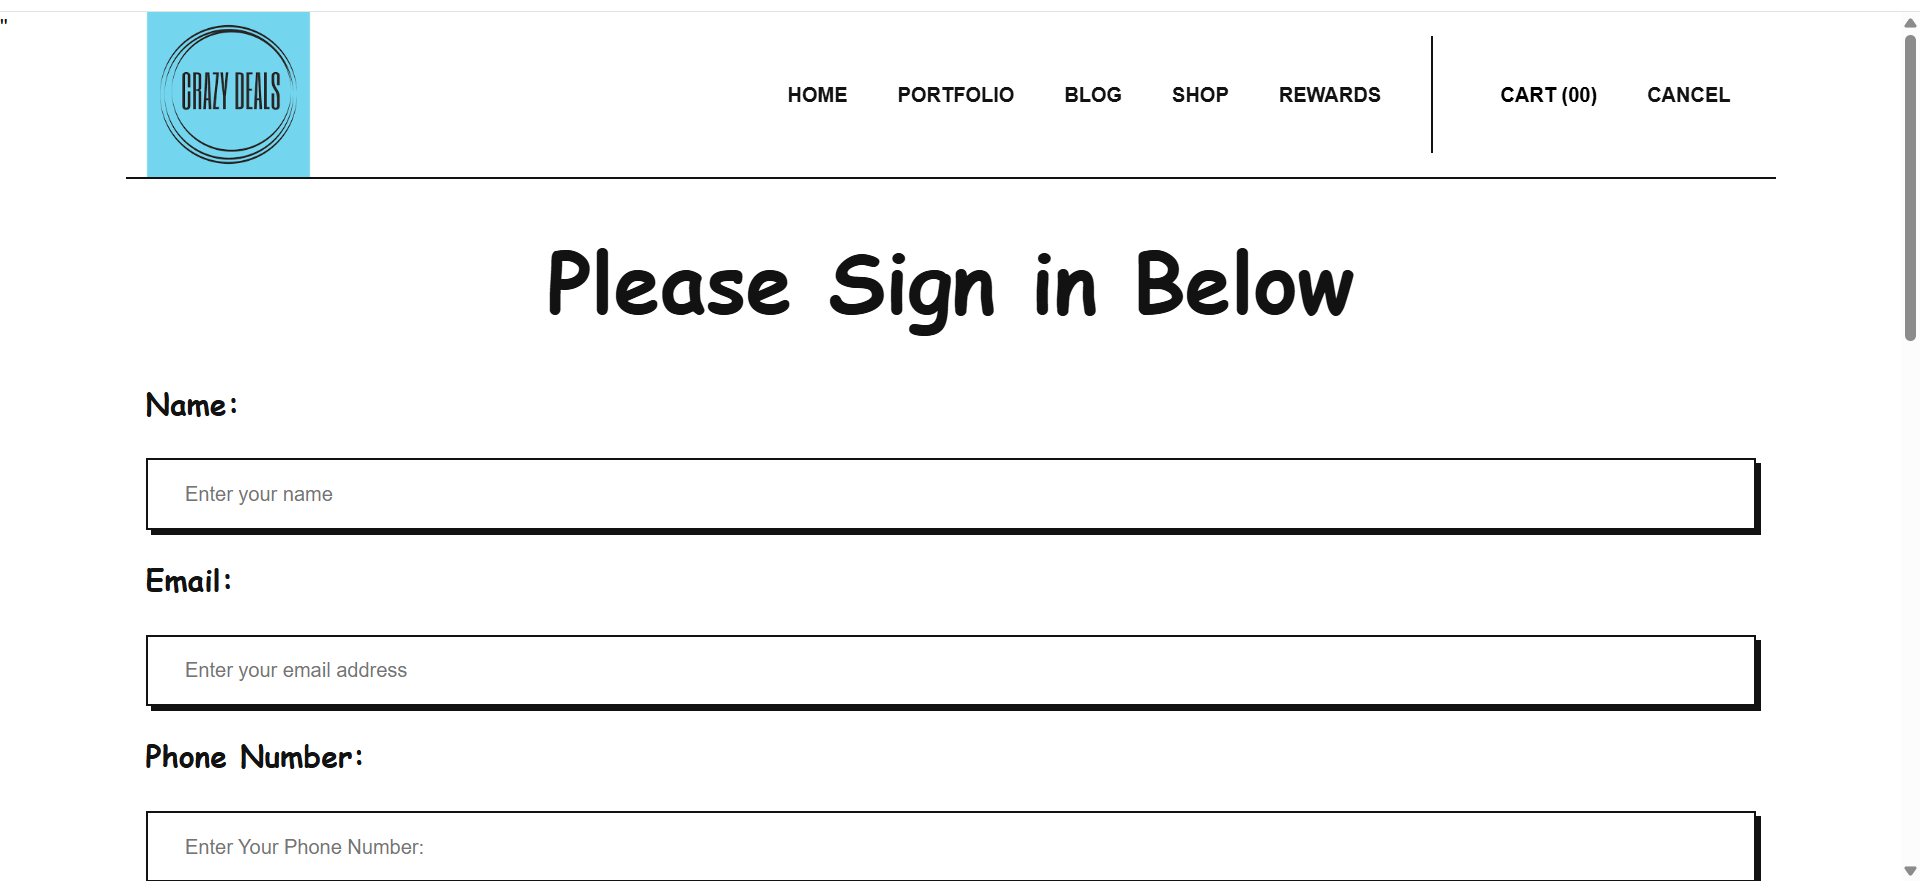 "
CRAZY DEALS
HOME PORTFOLIO BLOG SHOP REWARDS CART (00) CANCEL
Please Sign in Below
Name:
Enter your name
Email:
Enter your email address
Phone Number:
Enter Your Phone Number: